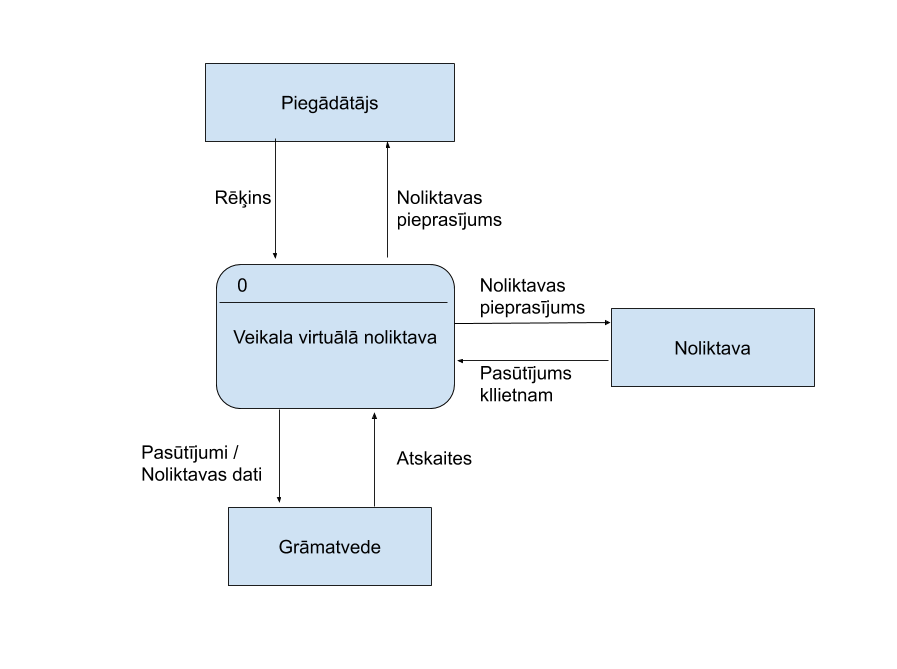 Piegādātājs
Rēķins
Noliktavas
pieprasījums
0
Veikala virtuālā noliktava
Noliktavas
pieprasījums
Noliktava
Pasūtījums
kllietnam
Pasūtījumi /
Noliktavas dati
Atskaites
Grāmatvede